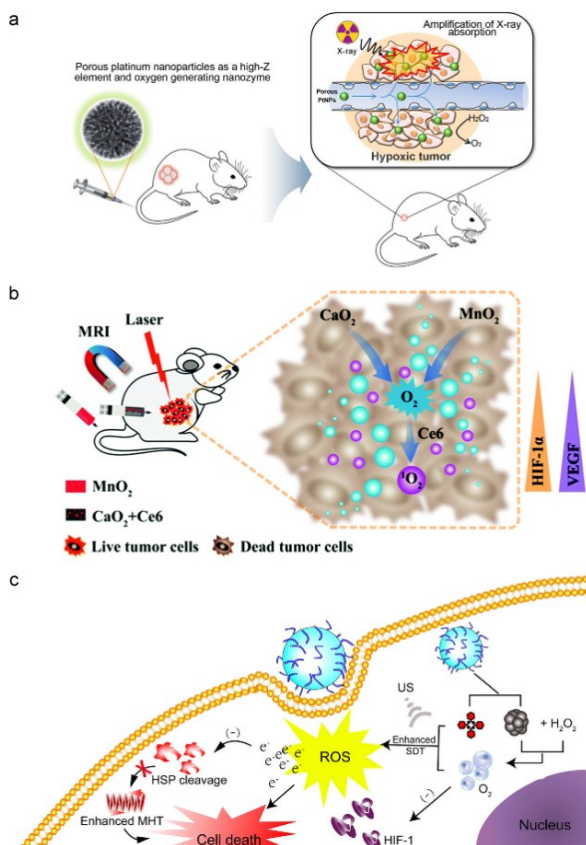 a
Porous platinum nanoparticles as a high-Z
element and oxygen generating nanozyme
Amplification of X-ray
absorption
X-ray
Porous
PtNPs
H₂O₂
O₂
Hypoxic tumor
b
MRI
Laser
CaO₂
MnO₂
O₂
Ce6
¹O₂
HIF-1α
VEGF
MnO₂
CaO₂+Ce6
Live tumor cells
Dead tumor cells
c
US
+ H₂O₂
Enhanced
SDT
O₂
ROS
(-)
e⁻
e⁻
e⁻
e⁻
e⁻
e⁻
HSP cleavage
Enhanced MHT
Cell death
(-)
HIF-1
Nucleus